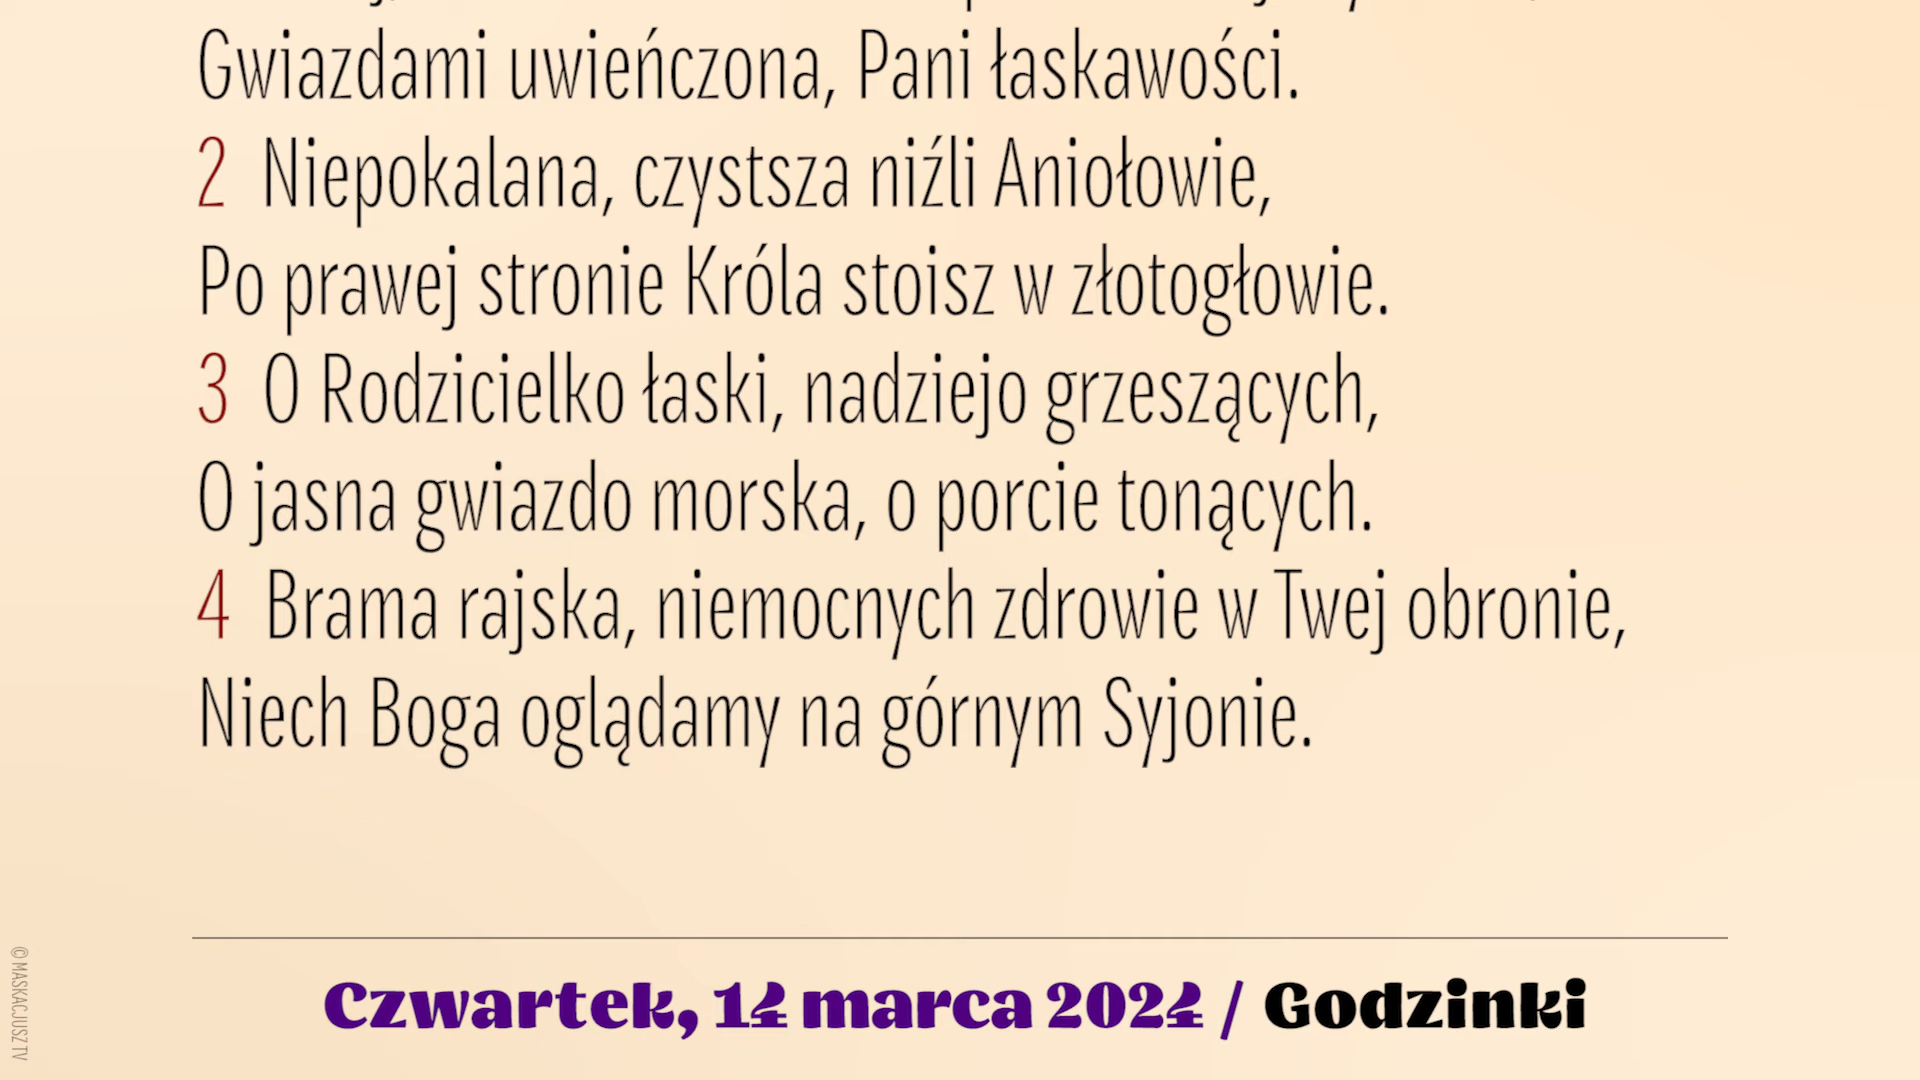 Gwiazdami uwieńczona, Pani łaskawości.
2 Niepokalana, czystsza niźli Aniołowie,
Po prawej stronie Króla stoisz w złotogłowie.
3 O Rodzicielko łaski, nadziejo grzeszących,
O jasna gwiazdo morska, o porcie tonących.
4 Brama rajska, niemocnych zdrowie w Twej obronie,
Niech Boga oglądamy na górnym Syjonie.
Czwartek, 14 marca 2024 / Godzinki
© MASKACJUSZ TV